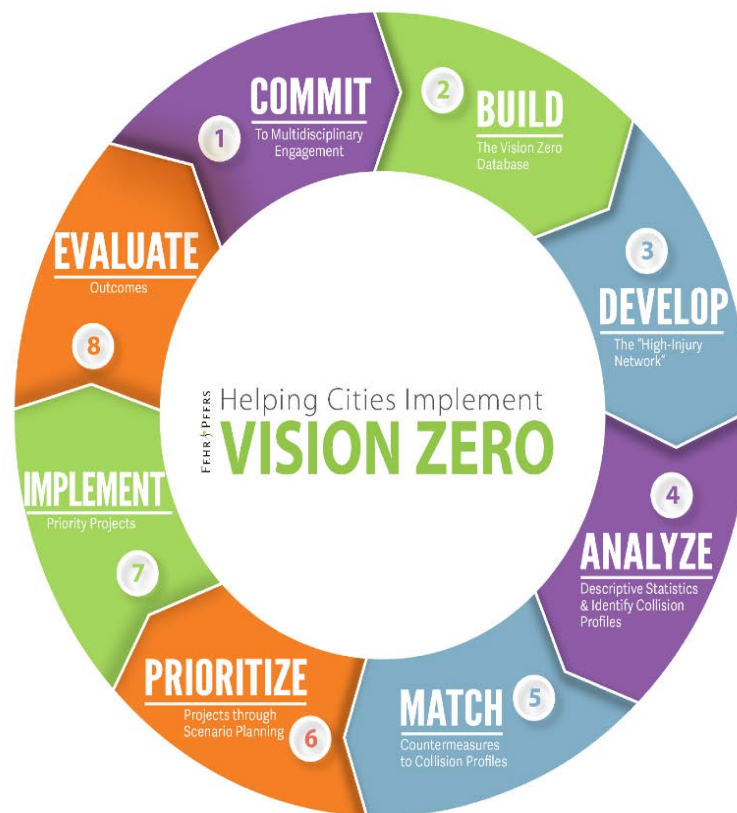 1
COMMIT
To Multidisciplinary
Engagement
2
BUILD
The Vision Zero
Database
3
DEVELOP
The "High-Injury
Network"
4
ANALYZE
Descriptive Statistics
& Identify Collision
Profiles
5
MATCH
Countermeasures
to Collision Profiles
6
PRIORITIZE
Projects through
Scenario Planning
7
IMPLEMENT
Priority Projects
8
EVALUATE
Outcomes
FEHR & PEERS
Helping Cities Implement
VISION ZERO